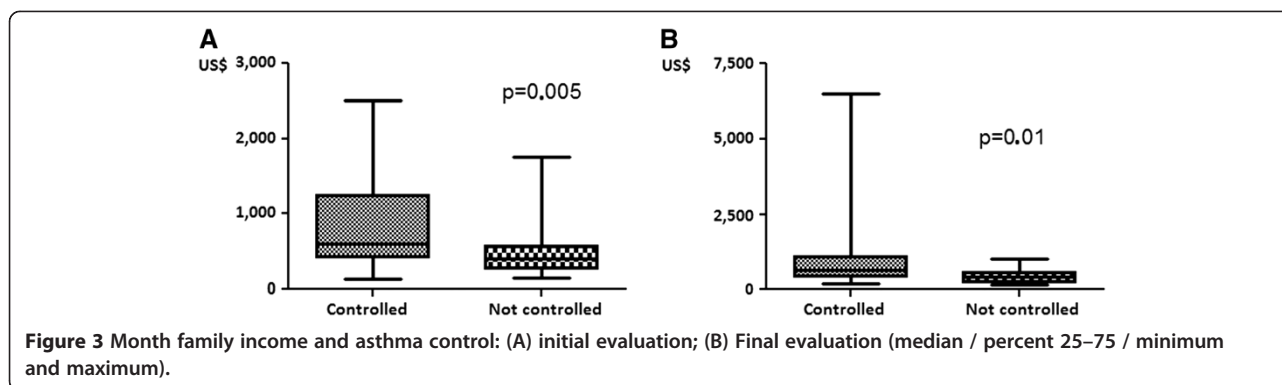 A
US$
3,000
2,000
1,000
0
p=0.005
Controlled
Not controlled
B
US$
7,500
5,000
2,500
0
p=0.01
Controlled
Not controlled
Figure 3 Month family income and asthma control: (A) initial evaluation; (B) Final evaluation (median / percent 25–75 / minimum
and maximum).